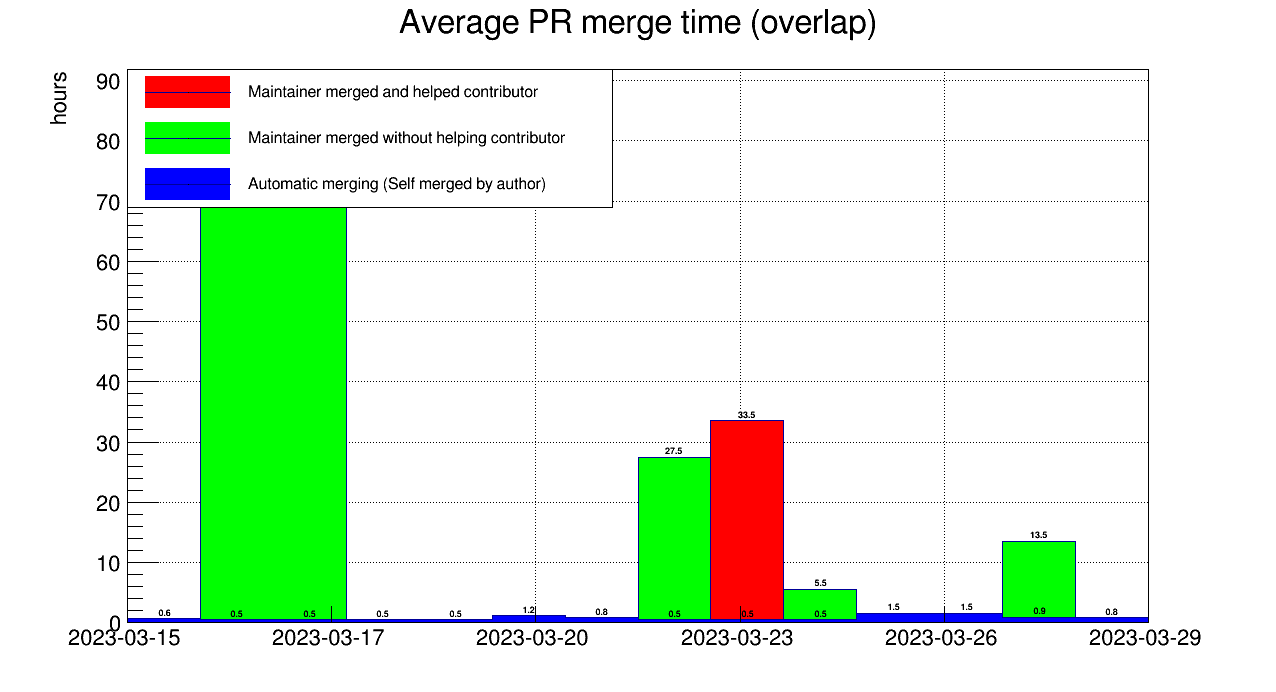 Average PR merge time (overlap)
hours
90
80
70
60
50
40
30
20
10
0
Maintainer merged and helped contributor
Maintainer merged without helping contributor
Automatic merging (Self merged by author)
33.5
27.5
13.5
5.5
0.6 0.5 0.5 0.5 0.5 1.2 0.8 0.5 0.5 0.5 1.5 1.5 0.9 0.8
2023-03-15 2023-03-17 2023-03-20 2023-03-23 2023-03-26 2023-03-29